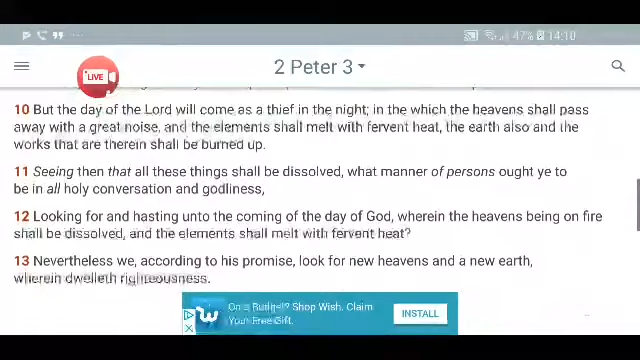 47% 14:10
LIVE
2 Peter 3
10 But the day of the Lord will come as a thief in the night; in the which the heavens shall pass
away with a great noise, and the elements shall melt with fervent heat, the earth also and the
works that are therein shall be burned up.
11 Seeing then that all these things shall be dissolved, what manner of persons ought ye to
be in all holy conversation and godliness,
12 Looking for and hasting unto the coming of the day of God, wherein the heavens being on fire
shall be dissolved, and the elements shall melt with fervent heat?
13 Nevertheless we, according to his promise, look for new heavens and a new earth,
wherein dwelleth righteousness.
On a Budget? Shop Wish. Claim
Your Free Gift.
INSTALL